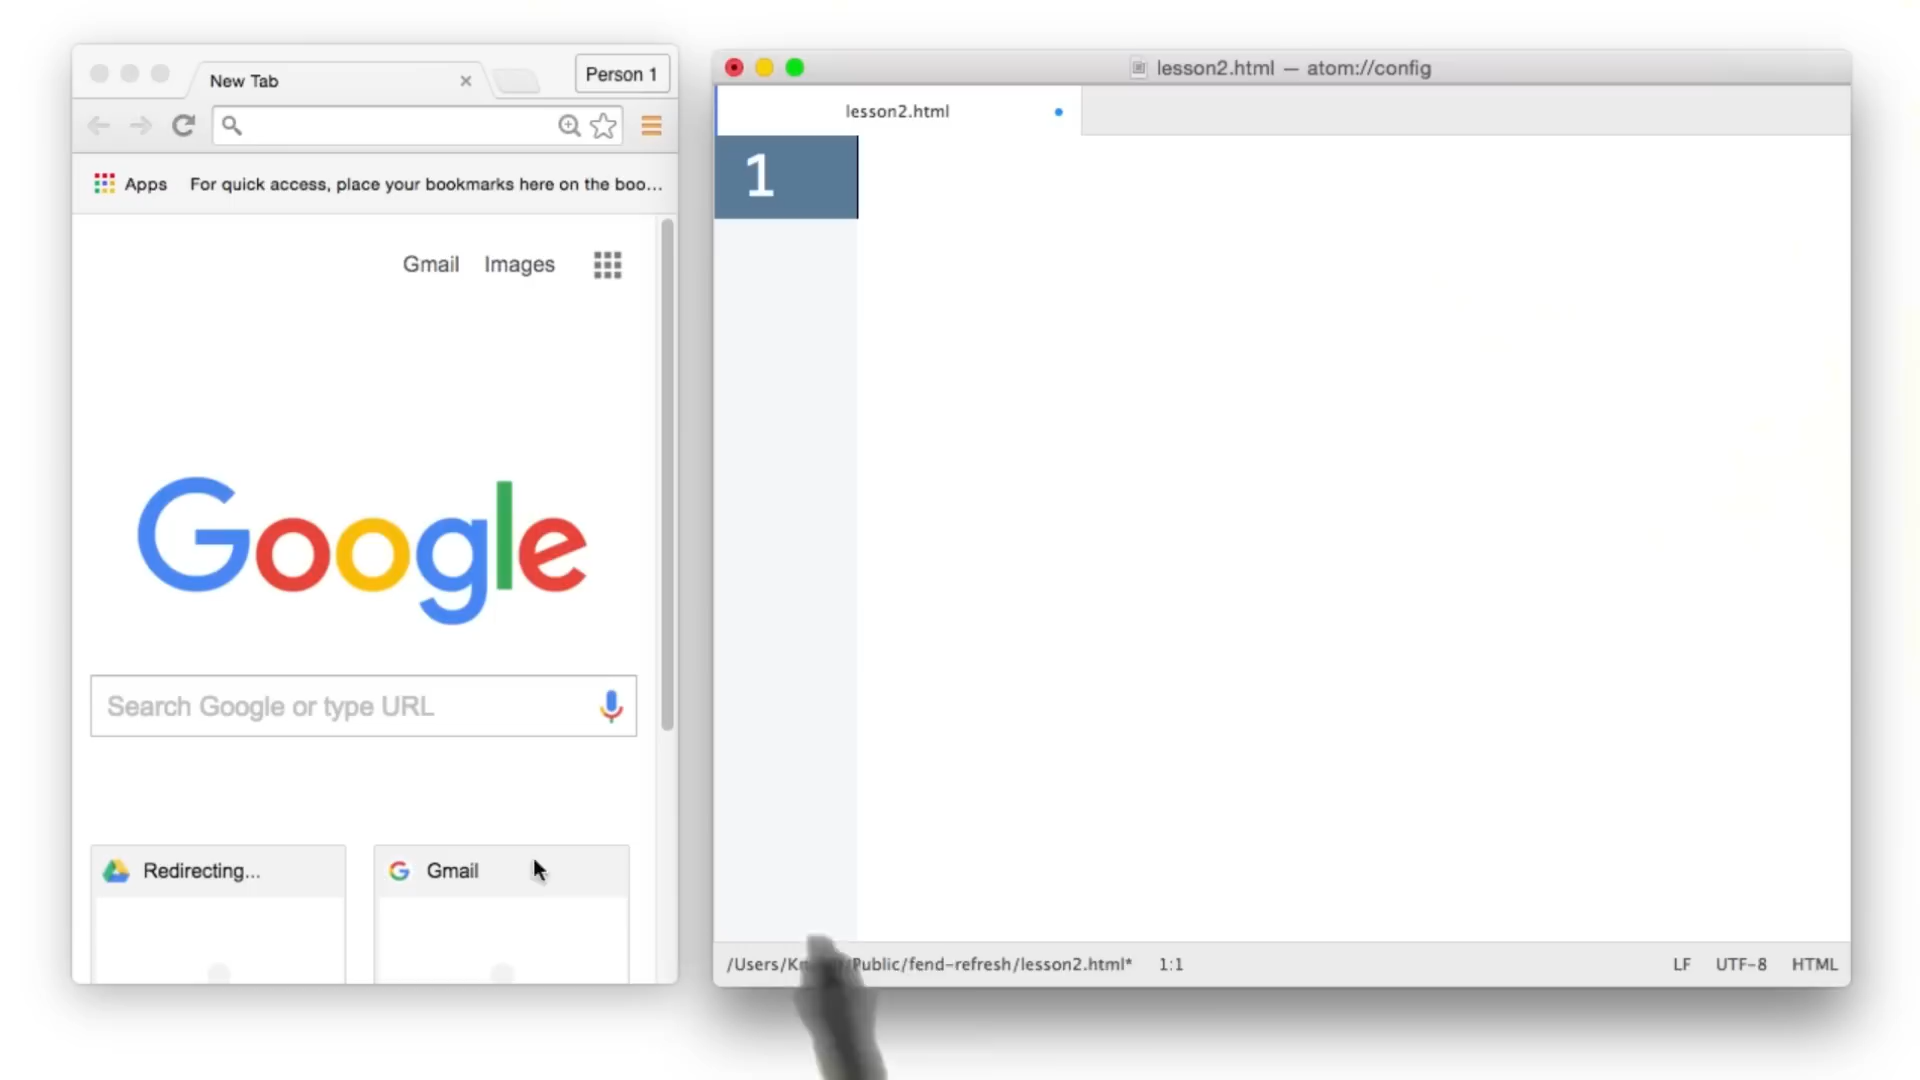 New Tab
Person 1
Apps
For quick access, place your bookmarks here on the boo...
Gmail Images
Google
Search Google or type URL
Redirecting...
Gmail
lesson2.html — atom://config
lesson2.html
1
/Users/ Public/fend-refresh/lesson2.html* 1:1
LF UTF-8 HTML